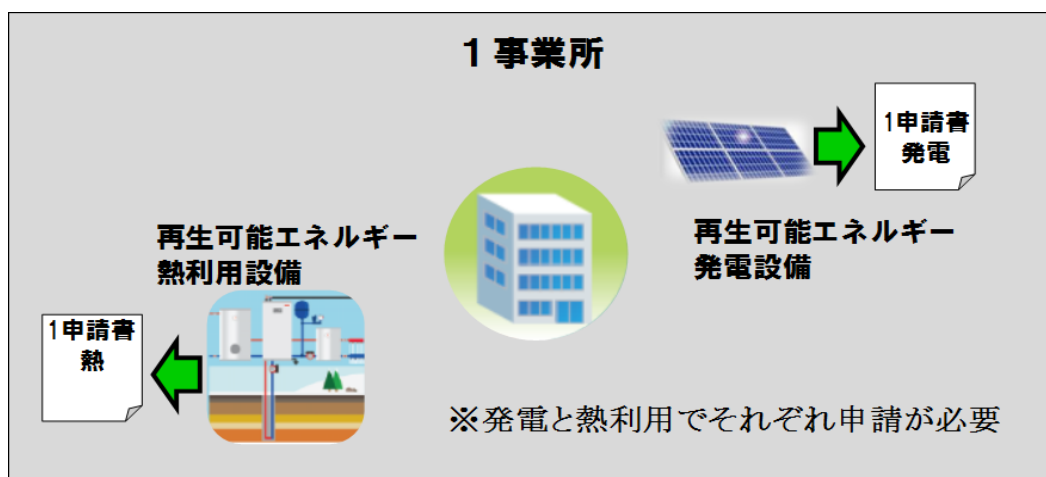 1事業所
1申請書
発電
再生可能エネルギー
発電設備
再生可能エネルギー
熱利用設備
1申請書
熱
※発電と熱利用でそれぞれ申請が必要